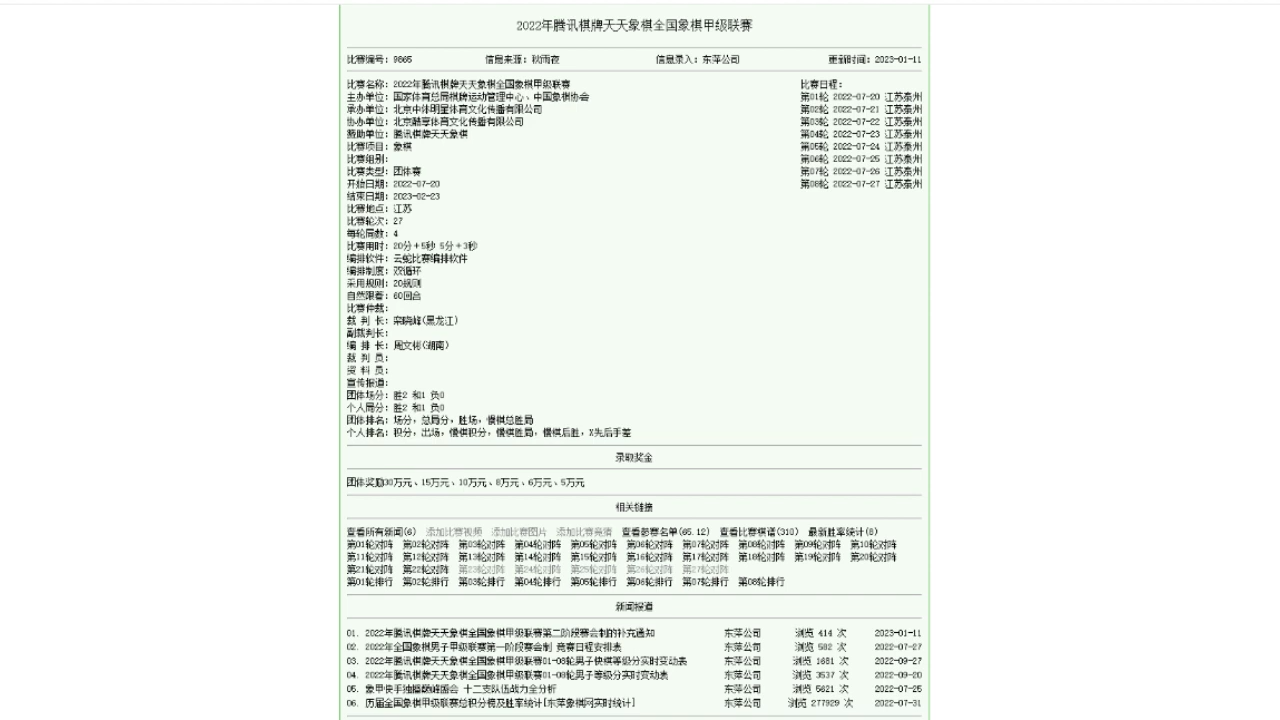 2022年腾讯棋牌天天象棋全国象棋甲级联赛
比赛编号: 9865 信息来源: 秋雨夜 信息录入: 东萍公司 更新时间: 2023-01-11
比赛名称: 2022年腾讯棋牌天天象棋全国象棋甲级联赛
主办单位: 国家体育总局棋牌运动管理中心、中国象棋协会
承办单位: 北京中体明星体育文化传播有限公司
协办单位: 北京酷享体育文化传播有限公司
赞助单位: 腾讯棋牌天天象棋
比赛项目: 象棋
比赛组别:
比赛类型: 团体赛
开始日期: 2022-07-20
结束日期: 2023-02-23
比赛地点: 江苏
比赛轮次: 27
每轮局数: 4
比赛用时: 20分+5秒 5分+3秒
编排软件: 云蛇比赛编排软件
编排制度: 双循环
采用规则: 20规则
自然限着: 60回合
比赛仲裁:
裁 判 长: 栾晓峰(黑龙江)
副裁判长:
编 排 长: 周文彬(湖南)
裁 判 员:
资 料 员:
宣传报道:
团体场分: 胜2 和1 负0
个人局分: 胜2 和1 负0
团体排名: 场分, 总局分, 胜场, 慢棋总胜局
个人排名: 积分, 出场, 慢棋积分, 慢棋胜局, 慢棋后胜, X先后手差
比赛日程:
第01轮 2022-07-20 江苏泰州
第02轮 2022-07-21 江苏泰州
第03轮 2022-07-22 江苏泰州
第04轮 2022-07-23 江苏泰州
第05轮 2022-07-24 江苏泰州
第06轮 2022-07-25 江苏泰州
第07轮 2022-07-26 江苏泰州
第08轮 2022-07-27 江苏泰州
录取奖金
团体奖励30万元、15万元、10万元、8万元、6万元、5万元
相关链接
查看所有新闻(6) 添加比赛视频 添加比赛图片 添加比赛竞猜 查看参赛名单(65.12) 查看比赛棋谱(310) 最新胜率统计(8)
第01轮对阵 第02轮对阵 第03轮对阵 第04轮对阵 第05轮对阵 第06轮对阵 第07轮对阵 第08轮对阵 第09轮对阵 第10轮对阵
第11轮对阵 第12轮对阵 第13轮对阵 第14轮对阵 第15轮对阵 第16轮对阵 第17轮对阵 第18轮对阵 第19轮对阵 第20轮对阵
第21轮对阵 第22轮对阵 第23轮对阵 第24轮对阵 第25轮对阵 第26轮对阵 第27轮对阵
第01轮排行 第02轮排行 第03轮排行 第04轮排行 第05轮排行 第06轮排行 第07轮排行 第08轮排行
新闻报道
01. 2022年腾讯棋牌天天象棋全国象棋甲级联赛第二阶段赛会制的补充通知 东萍公司 浏览 414 次 2023-01-11
02. 2022年全国象棋男子甲级联赛第一阶段赛会制 竞赛日程安排表 东萍公司 浏览 582 次 2022-07-27
03. 2022年腾讯棋牌天天象棋全国象棋甲级联赛01-08轮男子快棋等级分实时变动表 东萍公司 浏览 1681 次 2022-09-27
04. 2022年腾讯棋牌天天象棋全国象棋甲级联赛01-08轮男子等级分实时变动表 东萍公司 浏览 3537 次 2022-09-20
05. 象甲快手独播巅峰盛会 十二支队伍战力全分析 东萍公司 浏览 5621 次 2022-07-25
06. 历届全国象棋甲级联赛总积分榜及胜率统计[东萍象棋网实时统计] 东萍公司 浏览 277929 次 2022-07-31